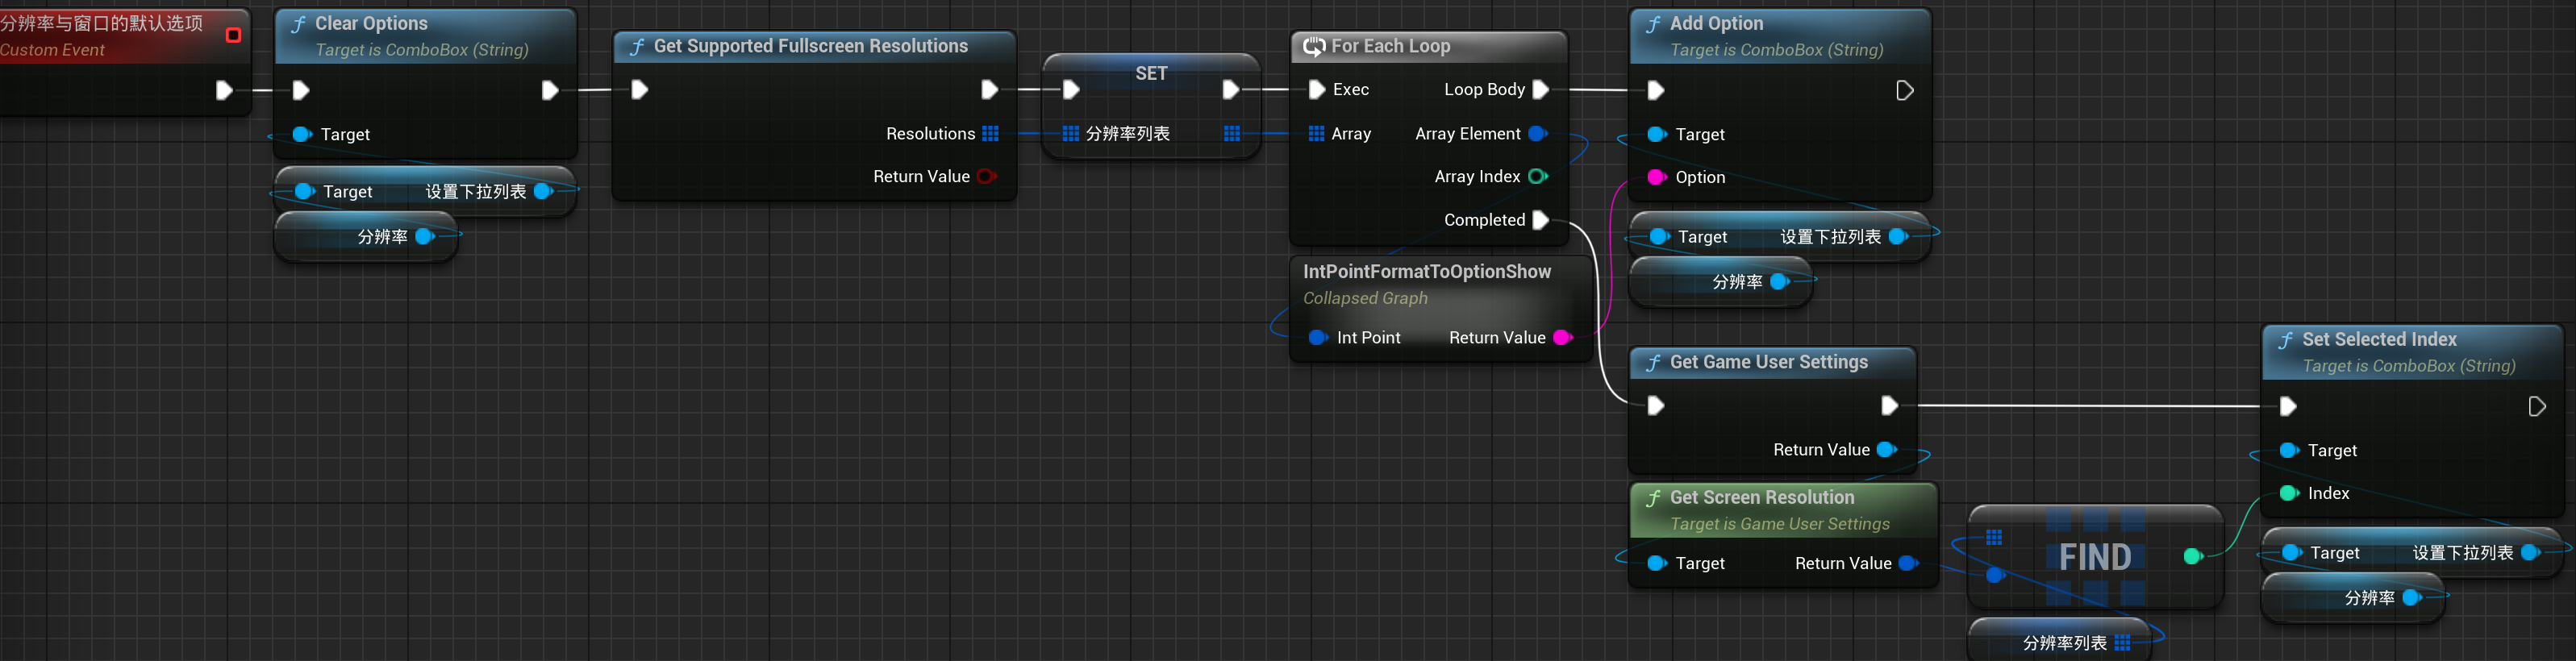 分辨率与窗口的默认选项
Custom Event
Clear Options
Target is ComboBox (String)
Target
Target 设置下拉列表
分辨率
Get Supported Fullscreen Resolutions
Resolutions
Return Value
SET
分辨率列表
For Each Loop
Exec Loop Body
Array Array Element
Array Index
Completed
IntPointFormatToOptionShow
Collapsed Graph
Int Point Return Value
Add Option
Target is ComboBox (String)
Target
Option
Target 设置下拉列表
分辨率
Get Game User Settings
Return Value
Get Screen Resolution
Target is Game User Settings
Target Return Value
FIND
分辨率列表
Set Selected Index
Target is ComboBox (String)
Target
Index
Target 设置下拉列表
分辨率